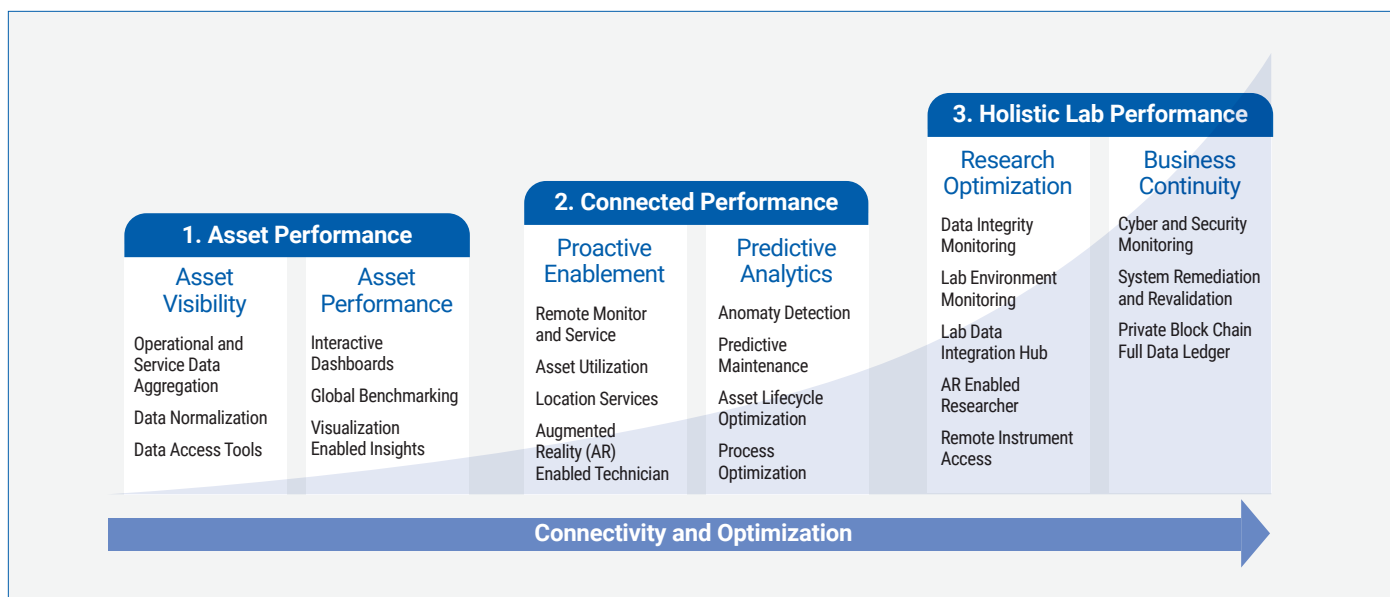 1. Asset Performance
Asset
Visibility
Operational and
Service Data
Aggregation
Data Normalization
Data Access Tools
Asset
Performance
Interactive
Dashboards
Global Benchmarking
Visualization
Enabled Insights
2. Connected Performance
Proactive
Enablement
Remote Monitor
and Service
Asset Utilization
Location Services
Augmented
Reality (AR)
Enabled Technician
Predictive
Analytics
Anomaty Detection
Predictive
Maintenance
Asset Lifecycle
Optimization
Process
Optimization
3. Holistic Lab Performance
Research
Optimization
Data Integrity
Monitoring
Lab Environment
Monitoring
Lab Data
Integration Hub
AR Enabled
Researcher
Remote Instrument
Access
Business
Continuity
Cyber and Security
Monitoring
System Remediation
and Revalidation
Private Block Chain
Full Data Ledger
Connectivity and Optimization